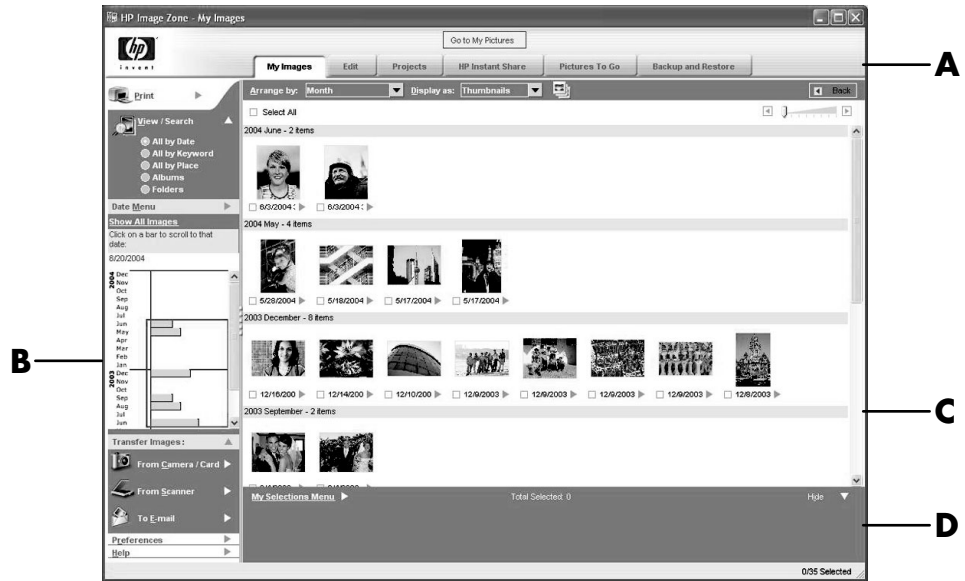 HP Image Zone - My Images
Go to My Pictures
hp
invent
My Images
Edit
Projects
HP Instant Share
Pictures To Go
Backup and Restore
A
Print
Arrange by: Month
Display as: Thumbnails
Back
View / Search
Select All
All by Date
All by Keyword
All by Place
Albums
Folders
2004 June - 2 items
6/3/2004
6/3/2004
Date Menu
Show All Images
Click on a bar to scroll to that
date:
8/20/2004
2004 May - 4 items
5/28/2004
5/18/2004
5/17/2004
5/17/2004
2004
Dec
Nov
Oct
Sep
Aug
Jul
Jun
May
Apr
Mar
Feb
Jan
2003
Dec
Nov
Oct
Sep
Aug
Jul
Jun
B
2003 December - 8 items
12/16/200
12/14/200
12/10/200
12/9/2003
12/9/2003
12/9/2003
12/9/2003
12/8/2003
2003 September - 2 items
C
Transfer Images:
From Camera / Card
From Scanner
To E-mail
Preferences
Help
My Selections Menu
Total Selected: 0
Hide
D
0/35 Selected